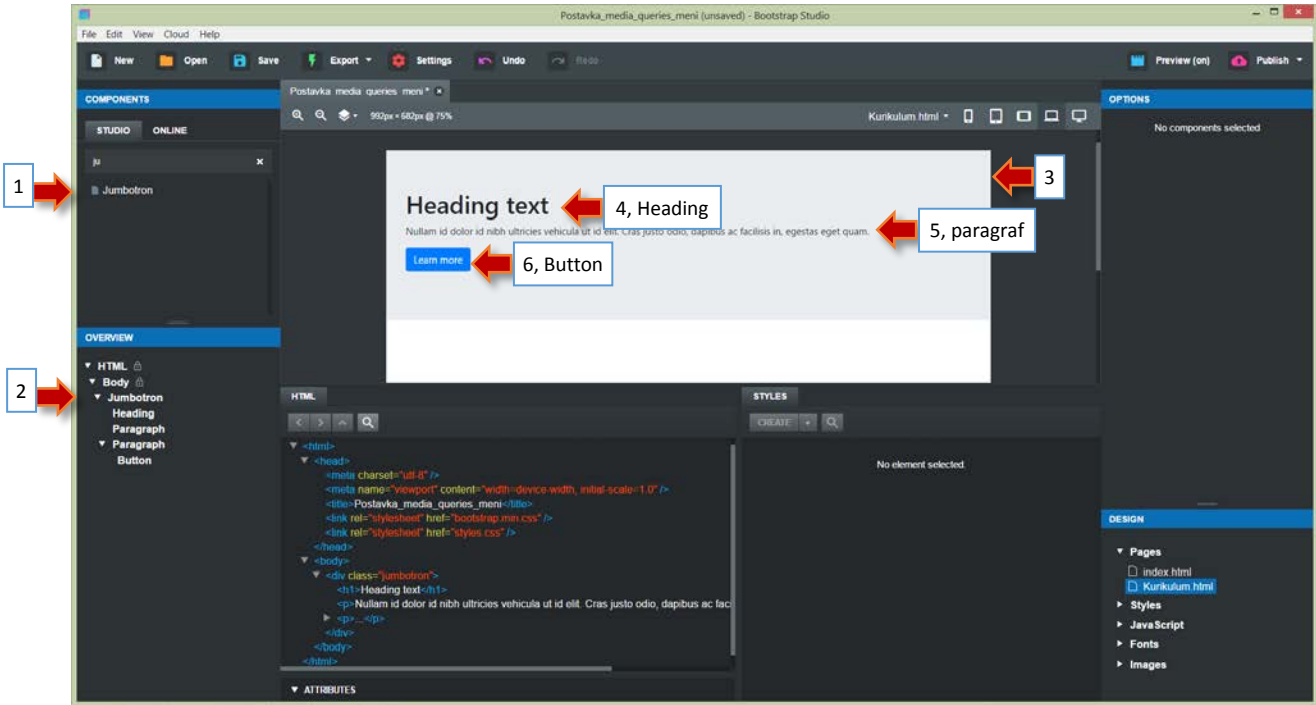 Postavka_media_queries_meni (unsaved) - Bootstrap Studio
File Edit View Cloud Help
New Open Save Export Settings Undo Redo Preview (on) Publish
COMPONENTS
STUDIO ONLINE
ju
Jumbotron
1
Postavka media queries meni *
992px × 682px @ 75%
Kurikulum.html
3
Heading text
4, Heading
Nullam id dolor id nibh ultricies vehicula ut id elit. Cras justo odio, dapibus ac facilisis in, egestas eget quam.
5, paragraf
Learn more
6, Button
OPTIONS
No components selected
OVERVIEW
HTML
Body
2
Jumbotron
Heading
Paragraph
Paragraph
Button
HTML
<html>
<head>
<meta charset="utf-8" />
<meta name="viewport" content="width=device-width, initial-scale=1.0" />
<title>Postavka_media_queries_meni</title>
<link rel="stylesheet" href="bootstrap.min.css" />
<link rel="stylesheet" href="styles.css" />
</head>
<body>
<div class="jumbotron">
<h1>Heading text</h1>
<p>Nullam id dolor id nibh ultricies vehicula ut id elit. Cras justo odio, dapibus ac fac
<p>...</p>
</div>
</body>
</html>
ATTRIBUTES
STYLES
CREATE
No element selected
DESIGN
Pages
index.html
Kurikulum.html
Styles
JavaScript
Fonts
Images